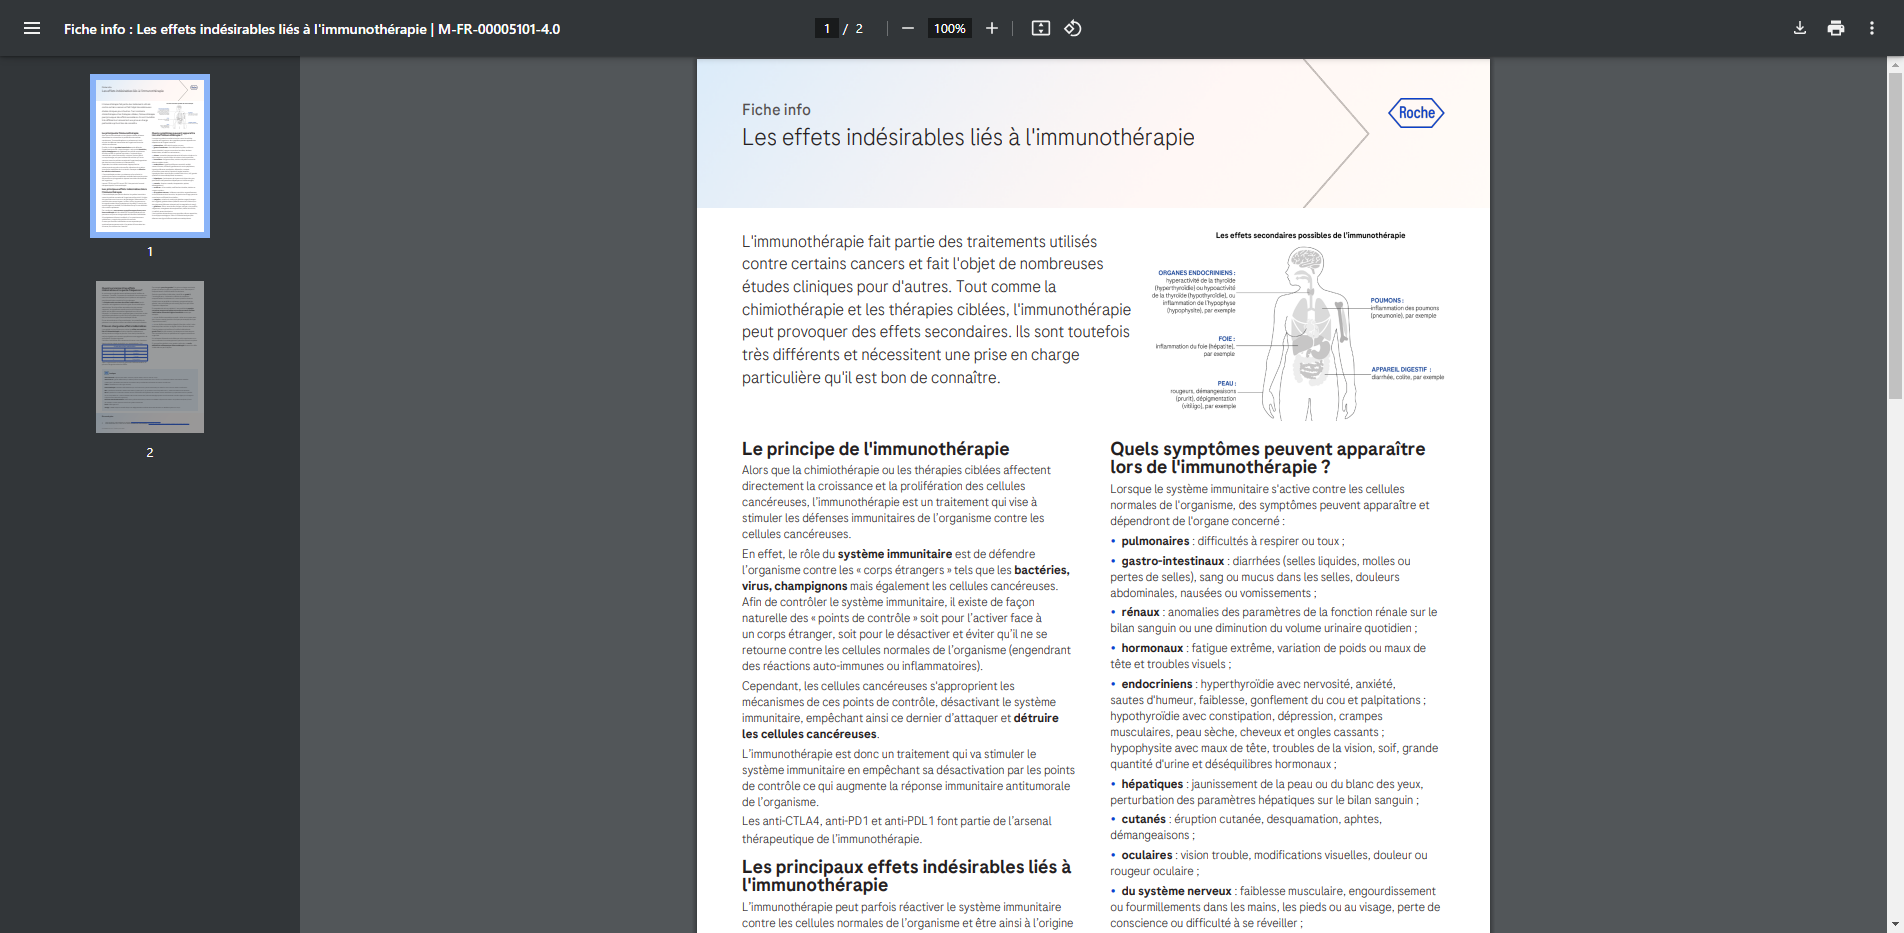 Fiche info : Les effets indésirables liés à l'immunothérapie | M-FR-00005101-4.0
1 / 2
100%
1
2
Fiche info
Les effets indésirables liés à l'immunothérapie
Roche
L'immunothérapie fait partie des traitements utilisés
contre certains cancers et fait l'objet de nombreuses
études cliniques pour d'autres. Tout comme la
chimiothérapie et les thérapies ciblées, l'immunothérapie
peut provoquer des effets secondaires. Ils sont toutefois
très différents et nécessitent une prise en charge
particulière qu'il est bon de connaître.
Les effets secondaires possibles de l'immunothérapie
ORGANES ENDOCRINIENS :
hyperactivité de la thyroïde
(hyperthyroïdie) ou hypoactivité
de la thyroïde (hypothyroïdie), ou
inflammation de l'hypophyse
(hypophysite), par exemple
POUMONS :
inflammation des poumons
(pneumonie), par exemple
FOIE :
inflammation du foie (hépatite),
par exemple
APPAREIL DIGESTIF :
diarrhée, colite, par exemple
PEAU :
rougeurs, démangeaisons
(prurit), dépigmentation
(vitiligo), par exemple
Le principe de l'immunothérapie
Alors que la chimiothérapie ou les thérapies ciblées affectent
directement la croissance et la prolifération des cellules
cancéreuses, l'immunothérapie est un traitement qui vise à
stimuler les défenses immunitaires de l'organisme contre les
cellules cancéreuses.
En effet, le rôle du système immunitaire est de défendre
l'organisme contre les « corps étrangers » tels que les bactéries,
virus, champignons mais également les cellules cancéreuses.
Afin de contrôler le système immunitaire, il existe de façon
naturelle des « points de contrôle » soit pour l'activer face à
un corps étranger, soit pour le désactiver et éviter qu'il ne se
retourne contre les cellules normales de l'organisme (engendrant
des réactions auto-immunes ou inflammatoires).
Cependant, les cellules cancéreuses s'approprient les
mécanismes de ces points de contrôle, désactivant le système
immunitaire, empêchant ainsi ce dernier d'attaquer et détruire
les cellules cancéreuses.
L'immunothérapie est donc un traitement qui va stimuler le
système immunitaire en empêchant sa désactivation par les points
de contrôle ce qui augmente la réponse immunitaire antitumorale
de l'organisme.
Les anti-CTLA4, anti-PD1 et anti-PDL1 font partie de l'arsenal
thérapeutique de l'immunothérapie.
Les principaux effets indésirables liés à
l'immunothérapie
L'immunothérapie peut parfois réactiver le système immunitaire
contre les cellules normales de l'organisme et être ainsi à l'origine
Quels symptômes peuvent apparaître
lors de l'immunothérapie ?
Lorsque le système immunitaire s'active contre les cellules
normales de l'organisme, des symptômes peuvent apparaître et
dépendront de l'organe concerné :
• pulmonaires : difficultés à respirer ou toux ;
• gastro-intestinaux : diarrhées (selles liquides, molles ou
pertes de selles), sang ou mucus dans les selles, douleurs
abdominales, nausées ou vomissements ;
• rénaux : anomalies des paramètres de la fonction rénale sur le
bilan sanguin ou une diminution du volume urinaire quotidien ;
• hormonaux : fatigue extrême, variation de poids ou maux de
tête et troubles visuels ;
• endocriniens : hyperthyroïdie avec nervosité, anxiété,
sautes d'humeur, faiblesse, gonflement du cou et palpitations ;
hypothyroïdie avec constipation, dépression, crampes
musculaires, peau sèche, cheveux et ongles cassants ;
hypophysite avec maux de tête, troubles de la vision, soif, grande
quantité d'urine et déséquilibres hormonaux ;
• hépatiques : jaunissement de la peau ou du blanc des yeux,
perturbation des paramètres hépatiques sur le bilan sanguin ;
• cutanés : éruption cutanée, desquamation, aphtes,
démangeaisons ;
• oculaires : vision trouble, modifications visuelles, douleur ou
rougeur oculaire ;
• du système nerveux : faiblesse musculaire, engourdissement
ou fourmillements dans les mains, les pieds ou au visage, perte de
conscience ou difficulté à se réveiller ;